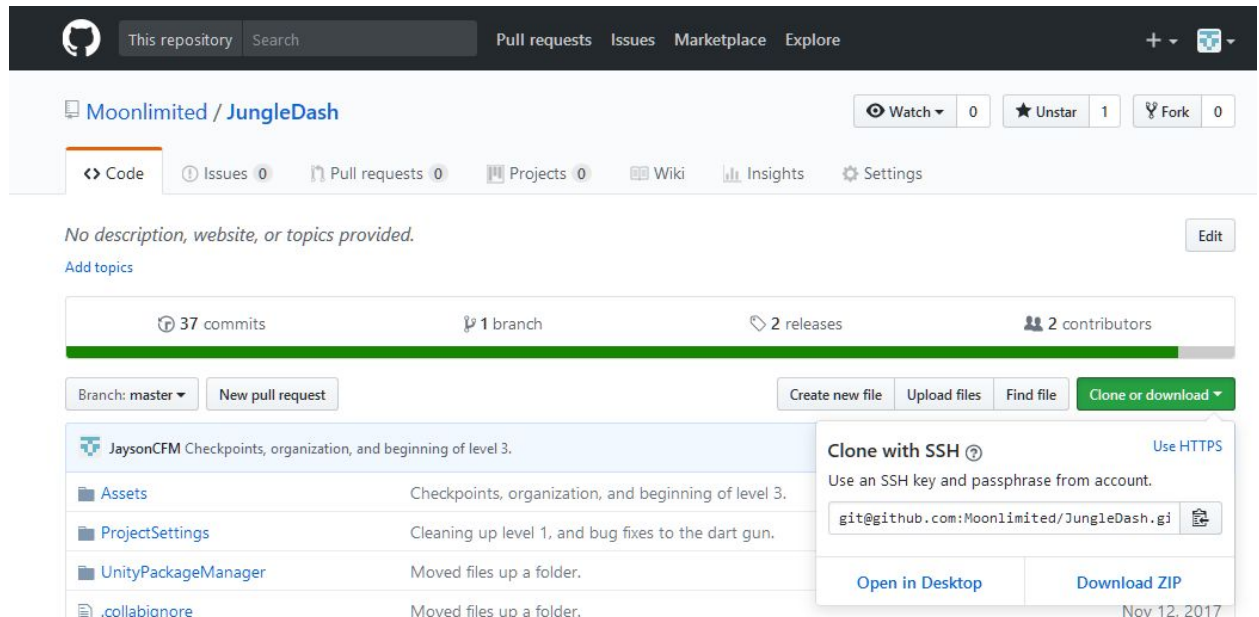 This repository Search Pull requests Issues Marketplace Explore
Moonlimited / JungleDash Watch 0 Unstar 1 Fork 0
Code Issues 0 Pull requests 0 Projects 0 Wiki Insights Settings
No description, website, or topics provided. Edit
Add topics
37 commits 1 branch 2 releases 2 contributors
Branch: master New pull request Create new file Upload files Find file Clone or download
JaysonCFM Checkpoints, organization, and beginning of level 3.
Clone with SSH Use HTTPS
Use an SSH key and passphrase from account.
git@github.com:Moonlimited/JungleDash.gi
Open in Desktop Download ZIP
Assets Checkpoints, organization, and beginning of level 3.
ProjectSettings Cleaning up level 1, and bug fixes to the dart gun.
UnityPackageManager Moved files up a folder.
.collabignore Moved files up a folder. Nov 12, 2017